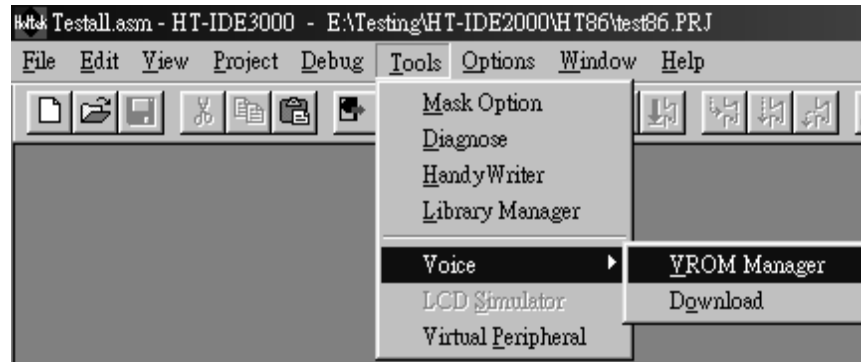 Holtek Testall.asm - HT-IDE3000 - E:\Testing\HT-IDE2000\HT86\test86.PRJ
File Edit View Project Debug Tools Options Window Help
Mask Option
Diagnose
HandyWriter
Library Manager
Voice
VROM Manager
LCD Simulator
Download
Virtual Peripheral